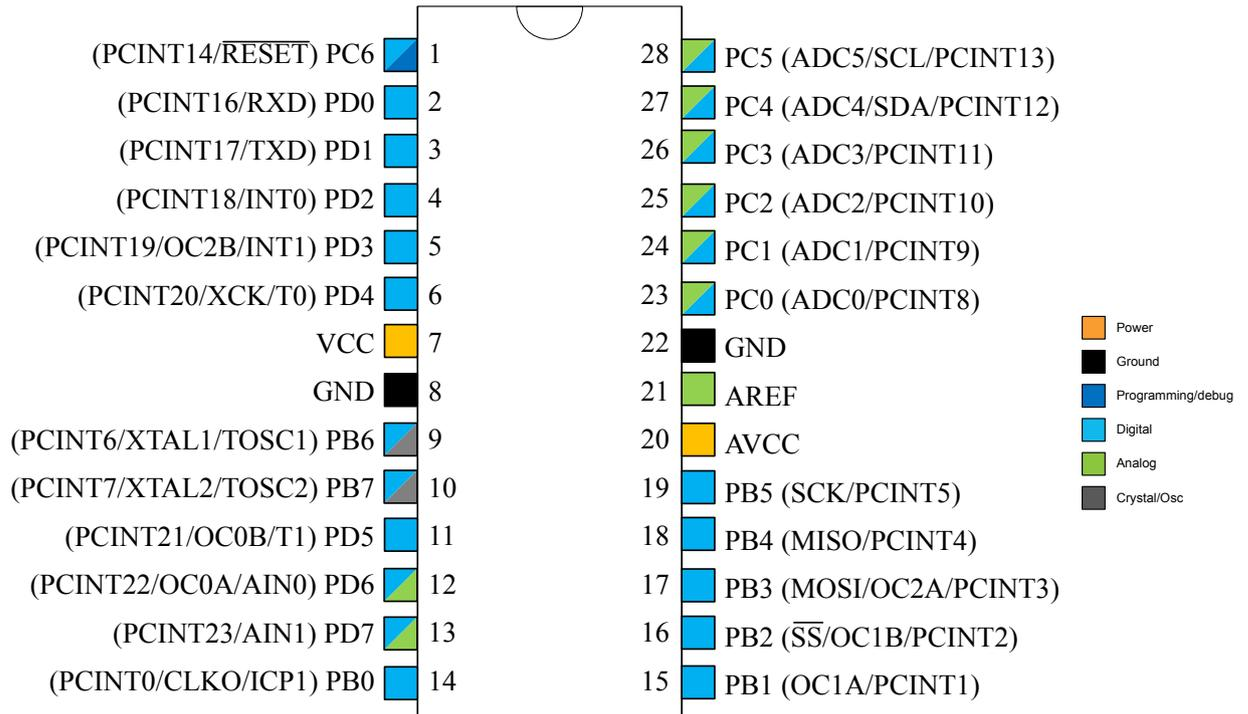 (PCINT14/RESET) PC6 1
(PCINT16/RXD) PD0 2
(PCINT17/TXD) PD1 3
(PCINT18/INT0) PD2 4
(PCINT19/OC2B/INT1) PD3 5
(PCINT20/XCK/T0) PD4 6
VCC 7
GND 8
(PCINT6/XTAL1/TOSC1) PB6 9
(PCINT7/XTAL2/TOSC2) PB7 10
(PCINT21/OC0B/T1) PD5 11
(PCINT22/OC0A/AIN0) PD6 12
(PCINT23/AIN1) PD7 13
(PCINT0/CLKO/ICP1) PB0 14
28 PC5 (ADC5/SCL/PCINT13)
27 PC4 (ADC4/SDA/PCINT12)
26 PC3 (ADC3/PCINT11)
25 PC2 (ADC2/PCINT10)
24 PC1 (ADC1/PCINT9)
23 PC0 (ADC0/PCINT8)
22 GND
21 AREF
20 AVCC
19 PB5 (SCK/PCINT5)
18 PB4 (MISO/PCINT4)
17 PB3 (MOSI/OC2A/PCINT3)
16 PB2 (SS/OC1B/PCINT2)
15 PB1 (OC1A/PCINT1)
Power
Ground
Programming/debug
Digital
Analog
Crystal/Osc